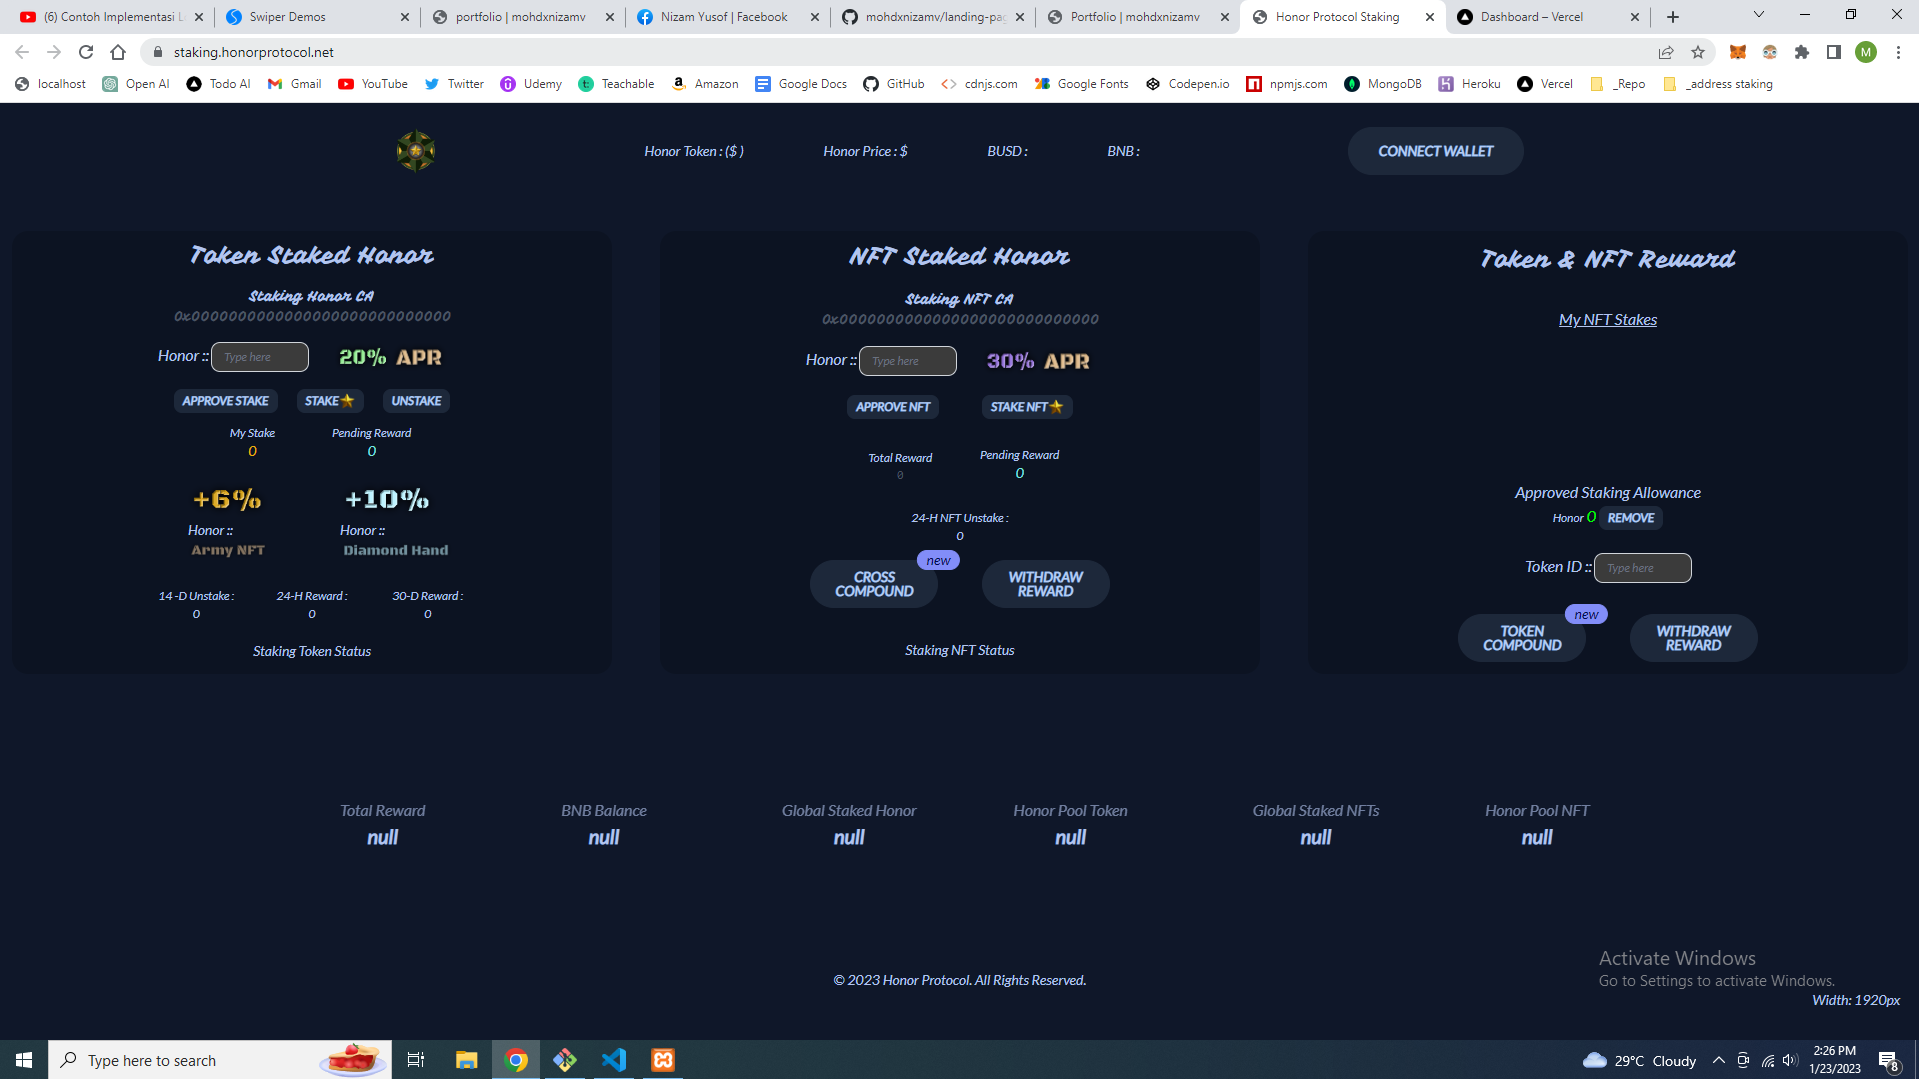 (6) Contoh Implementasi L
Swiper Demos
portfolio | mohdxnizamv
Nizam Yusof | Facebook
mohdxnizamv/landing-pag
Portfolio | mohdxnizamv
Honor Protocol Staking
Dashboard – Vercel
staking.honorprotocol.net
M
localhost
Open AI
Todo AI
Gmail
YouTube
Twitter
Udemy
Teachable
Amazon
Google Docs
GitHub
cdnjs.com
Google Fonts
Codepen.io
npmjs.com
MongoDB
Heroku
Vercel
_Repo
_address staking
Honor Token : ($ )
Honor Price : $
BUSD :
BNB :
CONNECT WALLET
Token Staked Honor
Staking Honor CA
0x0000000000000000000000000000
Honor ::
Type here
20% APR
APPROVE STAKE
STAKE
UNSTAKE
My Stake
0
Pending Reward
0
+6%
Honor ::
Army NFT
+10%
Honor ::
Diamond Hand
14 -D Unstake :
0
24-H Reward :
0
30-D Reward :
0
Staking Token Status
NFT Staked Honor
Staking NFT CA
0x0000000000000000000000000000
Honor ::
Type here
30% APR
APPROVE NFT
STAKE NFT
Total Reward
0
Pending Reward
0
24-H NFT Unstake :
0
new
CROSS
COMPOUND
WITHDRAW
REWARD
Staking NFT Status
Token & NFT Reward
My NFT Stakes
Approved Staking Allowance
Honor 0 REMOVE
Token ID ::
Type here
new
TOKEN
COMPOUND
WITHDRAW
REWARD
Total Reward
null
BNB Balance
null
Global Staked Honor
null
Honor Pool Token
null
Global Staked NFTs
null
Honor Pool NFT
null
© 2023 Honor Protocol. All Rights Reserved.
Activate Windows
Go to Settings to activate Windows.
Width: 1920px
Type here to search
29°C Cloudy
2:26 PM
1/23/2023
8